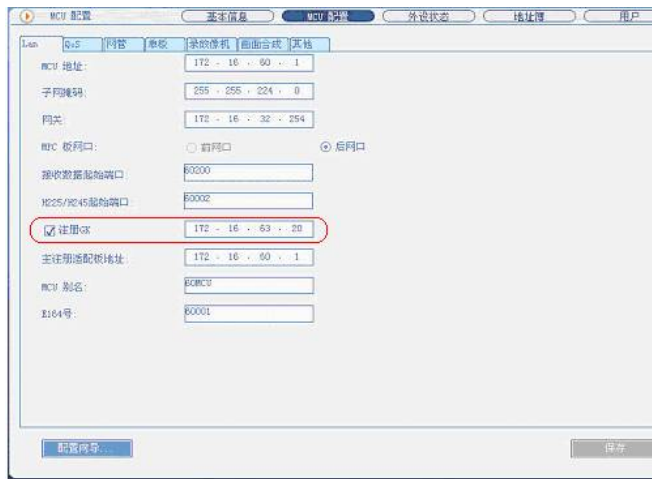 MCU 配置 基本信息 MCU 配置 外设状态 地址簿 用户
Lan QoS 网管 单板 录放像机 画面合成 其他
MCU 地址: 172 . 16 . 60 . 1
子网掩码: 255 . 255 . 224 . 0
网关: 172 . 16 . 32 . 254
MPC 板网口: 前网口 后网口
接收数据起始端口 60200
H225/H245起始端口 60002
注册GK 172 . 16 . 63 . 20
主注册适配板地址: 172 . 16 . 60 . 1
MCU 别名: 60MCU
E164号: 60001
配置向导... 保存